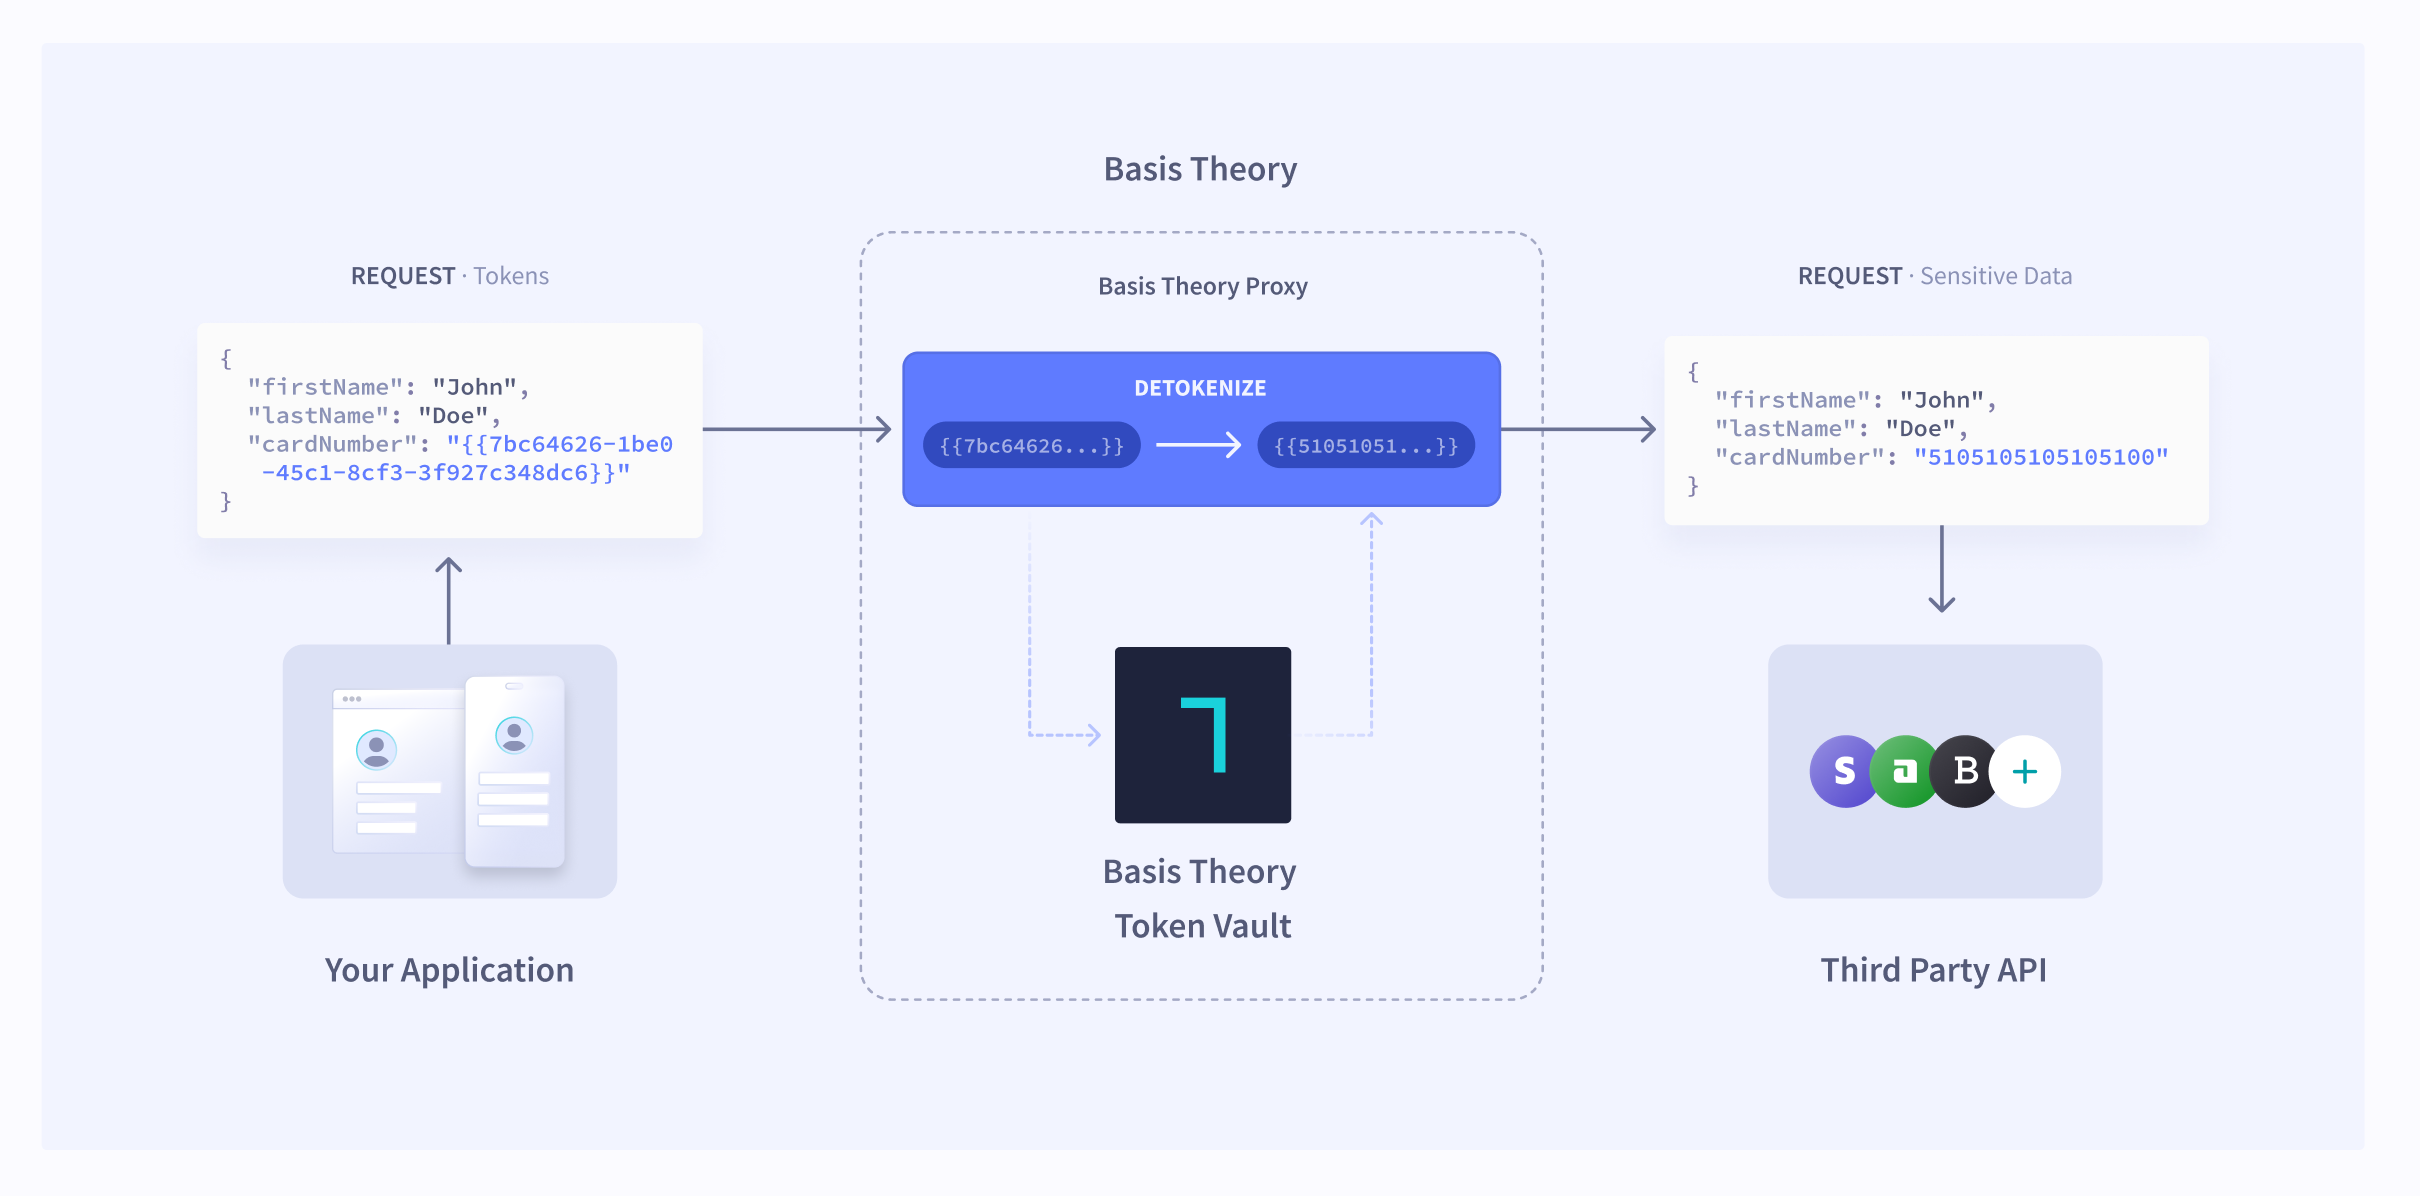 Basis Theory
REQUEST · Tokens
{
"firstName": "John",
"lastName": "Doe",
"cardNumber": "{{7bc64626-1be0
-45c1-8cf3-3f927c348dc6}}"
}
Your Application
Basis Theory Proxy
DETOKENIZE
{{7bc64626...}}
{{51051051...}}
Basis Theory
Token Vault
REQUEST · Sensitive Data
{
"firstName": "John",
"lastName": "Doe",
"cardNumber": "5105105105105100"
}
S a B +
Third Party API